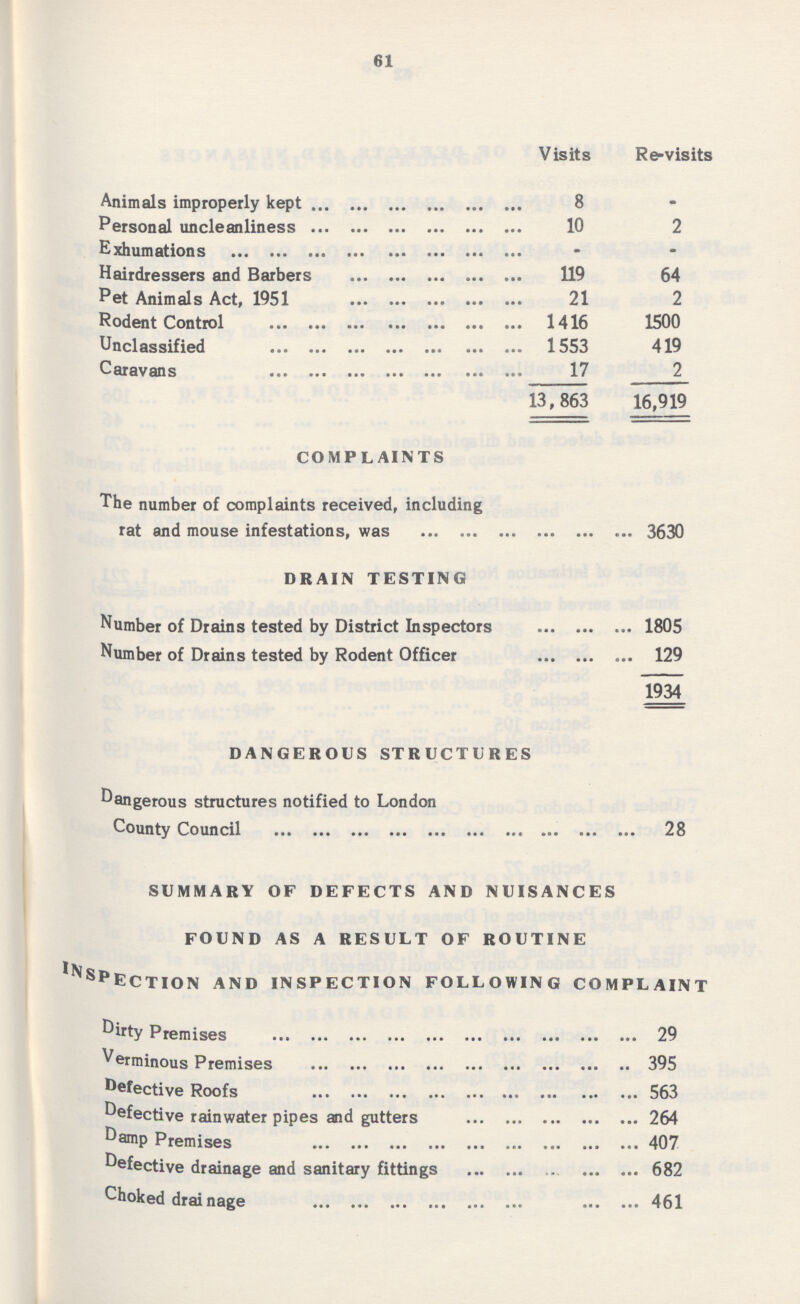 61
Visits Re-visits
Animals improperly kept ... ... ... ... ... ... 8 -
Personal uncleanliness ... ... ... ... ... ... 10 2
Exhumations ... ... ... ... ... ... ... ... - -
Hairdressers and Barbers ... ... ... ... ... 119 64
Pet Animals Act, 1951 ... ... ... ... ... 21 2
Rodent Control ... ... ... ... ... ... ... 1416 1500
Unclassified ... ... ... ... ... ... ... 1553 419
Caravans ... ... ... ... ... ... ... 17 2
13,863 16,919
COMPLAINTS
The number of complaints received, including
rat and mouse infestations, was ... ... ... ... ... ... 3630
DRAIN TESTING
Number of Drains tested by District Inspectors ... ... ... 1805
Number of Drains tested by Rodent Officer ... ... ... 129
1934
DANGEROUS STRUCTURES
Dangerous structures notified to London
County Council ... ... ... ... ... ... ... ... ... ... 28
SUMMARY OF DEFECTS AND NUISANCES
FOUND AS A RESULT OF ROUTINE
INSPECTION AND INSPECTION FOLLOWING COMPLAINT
Dirty Premises ... ... ... ... ... ... ... ... ... ... 29
Verminous Premises ... ... ... ... ... ... ... ... .. 395
Defective Roofs ... ... ... ... ... ... ... ... ... 563
Defective rainwater pipes and gutters ... ... ... ... ... 264
Damp Premises ... ... ... ... ... ... ... ... ... 407
Defective drainage and sanitary fittings ... ... .. ... ... 682
Choked drainage ... ... ... ... ... ... ... ... 461